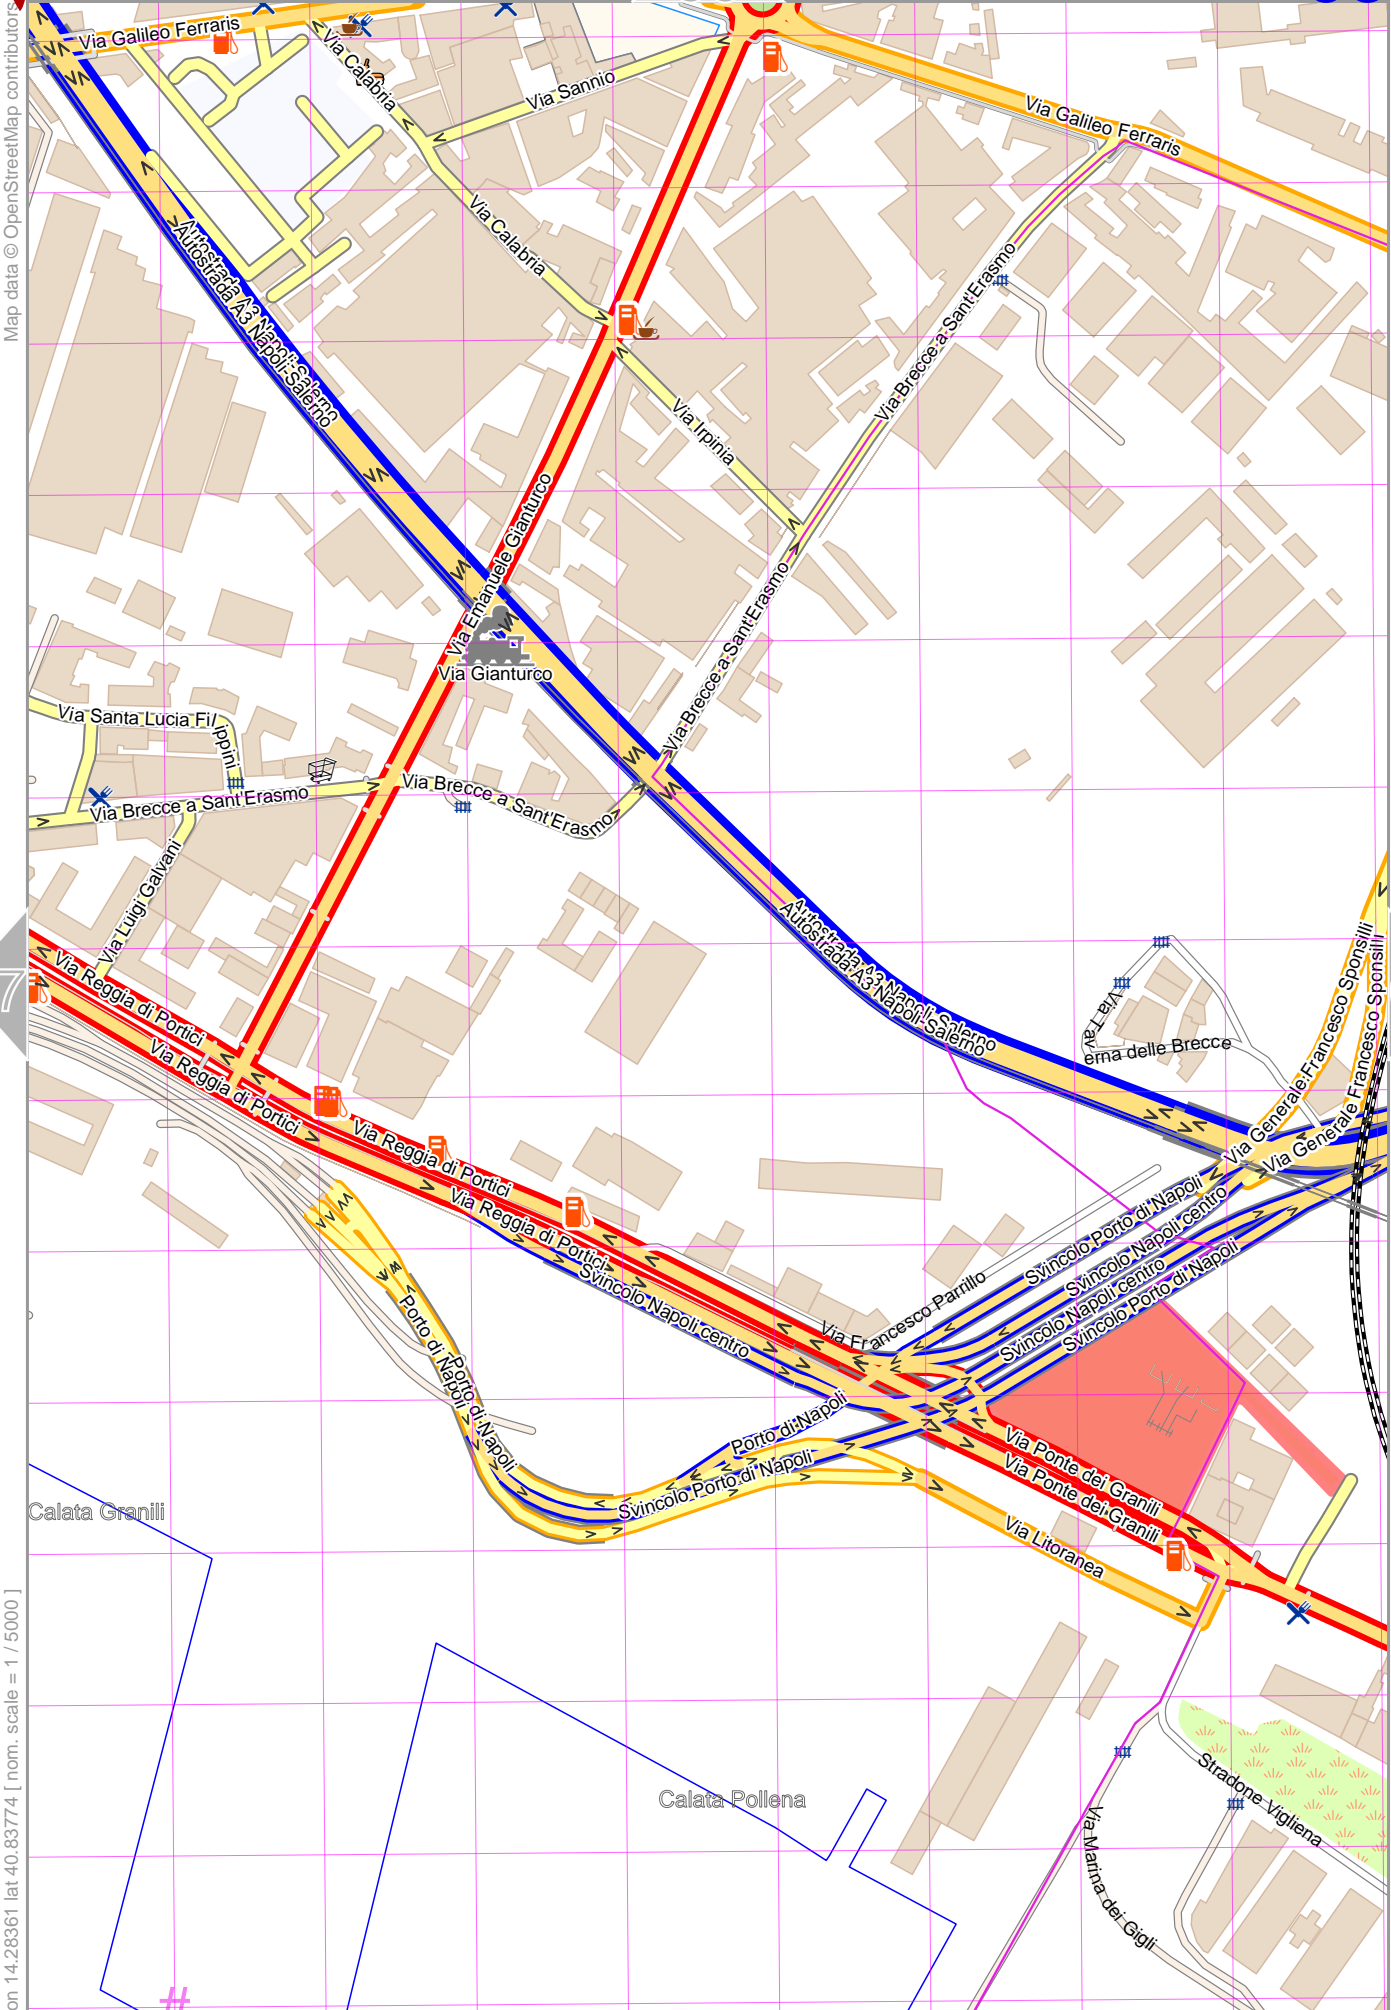 Map data © OpenStreetMap contributors
Via Galileo Ferraris
Via Calabria
Via Sannio
Via Galileo Ferraris
Via Calabria
Autostrada A3 Napoli-Salerno
Autostrada A3 Napoli-Salerno
Via Brecce a Sant'Erasmo
Via Irpinia
Via Emanuele Gianturco
Via Brecce a Sant'Erasmo
Via Gianturco
Via Santa Lucia Filippini
Via Brecce a Sant'Erasmo
Via Brecce a Sant'Erasmo
Via Luigi Galvani
7
Autostrada A3 Napoli-Salerno
Autostrada A3 Napoli-Salerno
Via Taverna delle Brecce
Via Generale Francesco Sponsilli
Via Generale Francesco Sponsilli
Via Reggia di Portici
Via Reggia di Portici
Via Reggia di Portici
Via Reggia di Portici
Svincolo Porto di Napoli
Svincolo Napoli centro
Svincolo Napoli centro
Svincolo Porto di Napoli
Svincolo Napoli centro
Via Francesco Parrillo
Porto di Napoli
Porto di Napoli
Porto di Napoli
Svincolo Porto di Napoli
Via Ponte dei Granili
Via Ponte dei Granili
Calata Granili
Via Litoranea
Calata Pollena
Stradone Vigliena
Via Marina dei Gigli
on 14.28361 lat 40.83774 [ nom. scale = 1 / 5000 ]
#